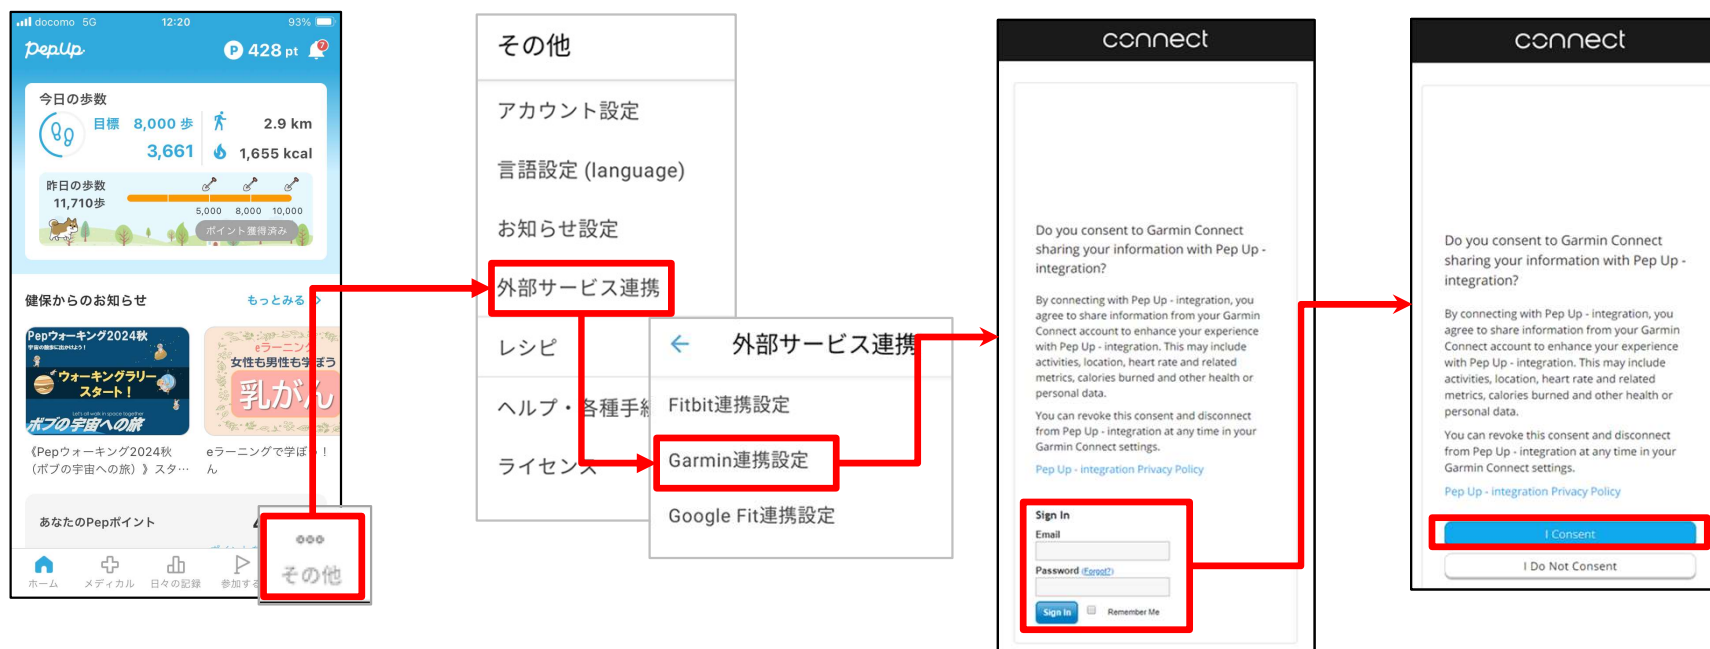 docomo 5G 12:20 93%
PepUp
P 428 pt
7
今日の歩数
目標 8,000 歩
2.9 km
3,661
1,655 kcal
昨日の歩数
11,710歩
5,000 8,000 10,000
ポイント獲得済み
健保からのお知らせ
もっとみる
Pepウォーキング2024秋
宇宙の散歩に出かけよう!
ウォーキングラリー
スタート!
Let's all walk in space together
ボブの宇宙への旅
eラーニング
女性も男性も学ぼう
乳がん
《Pepウォーキング2024秋
(ボブの宇宙への旅)》スタ…
eラーニングで学ぼう!
ん
あなたのPepポイント
ホーム
メディカル
日々の記録
参加する
その他
その他
アカウント設定
言語設定 (language)
お知らせ設定
外部サービス連携
レシピ
ヘルプ・各種手続
ライセンス
← 外部サービス連携
Fitbit連携設定
Garmin連携設定
Google Fit連携設定
connect
Do you consent to Garmin Connect
sharing your information with Pep Up -
integration?
By connecting with Pep Up - integration, you
agree to share information from your Garmin
Connect account to enhance your experience
with Pep Up - integration. This may include
activities, location, heart rate and related
metrics, calories burned and other health or
personal data.
You can revoke this consent and disconnect
from Pep Up - integration at any time in your
Garmin Connect settings.
Pep Up - integration Privacy Policy
Sign In
Email
Password (Forgot?)
Sign In
Remember Me
connect
Do you consent to Garmin Connect
sharing your information with Pep Up -
integration?
By connecting with Pep Up - integration, you
agree to share information from your Garmin
Connect account to enhance your experience
with Pep Up - integration. This may include
activities, location, heart rate and related
metrics, calories burned and other health or
personal data.
You can revoke this consent and disconnect
from Pep Up - integration at any time in your
Garmin Connect settings.
Pep Up - integration Privacy Policy
I Consent
I Do Not Consent